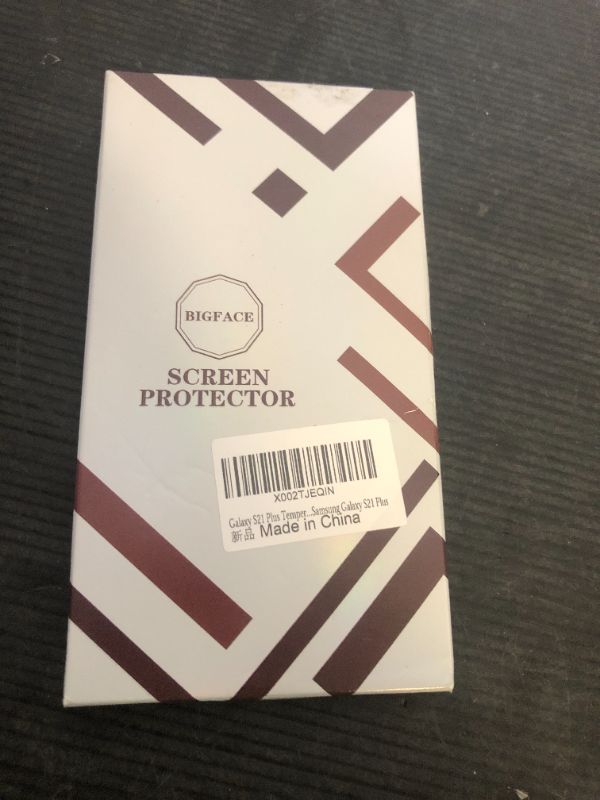 BIGFACE
SCREEN
PROTECTOR
X002TJEQIN
Galaxy S21 Plus Temper...Samsung Galaxy S21 Plus
新品 Made in China